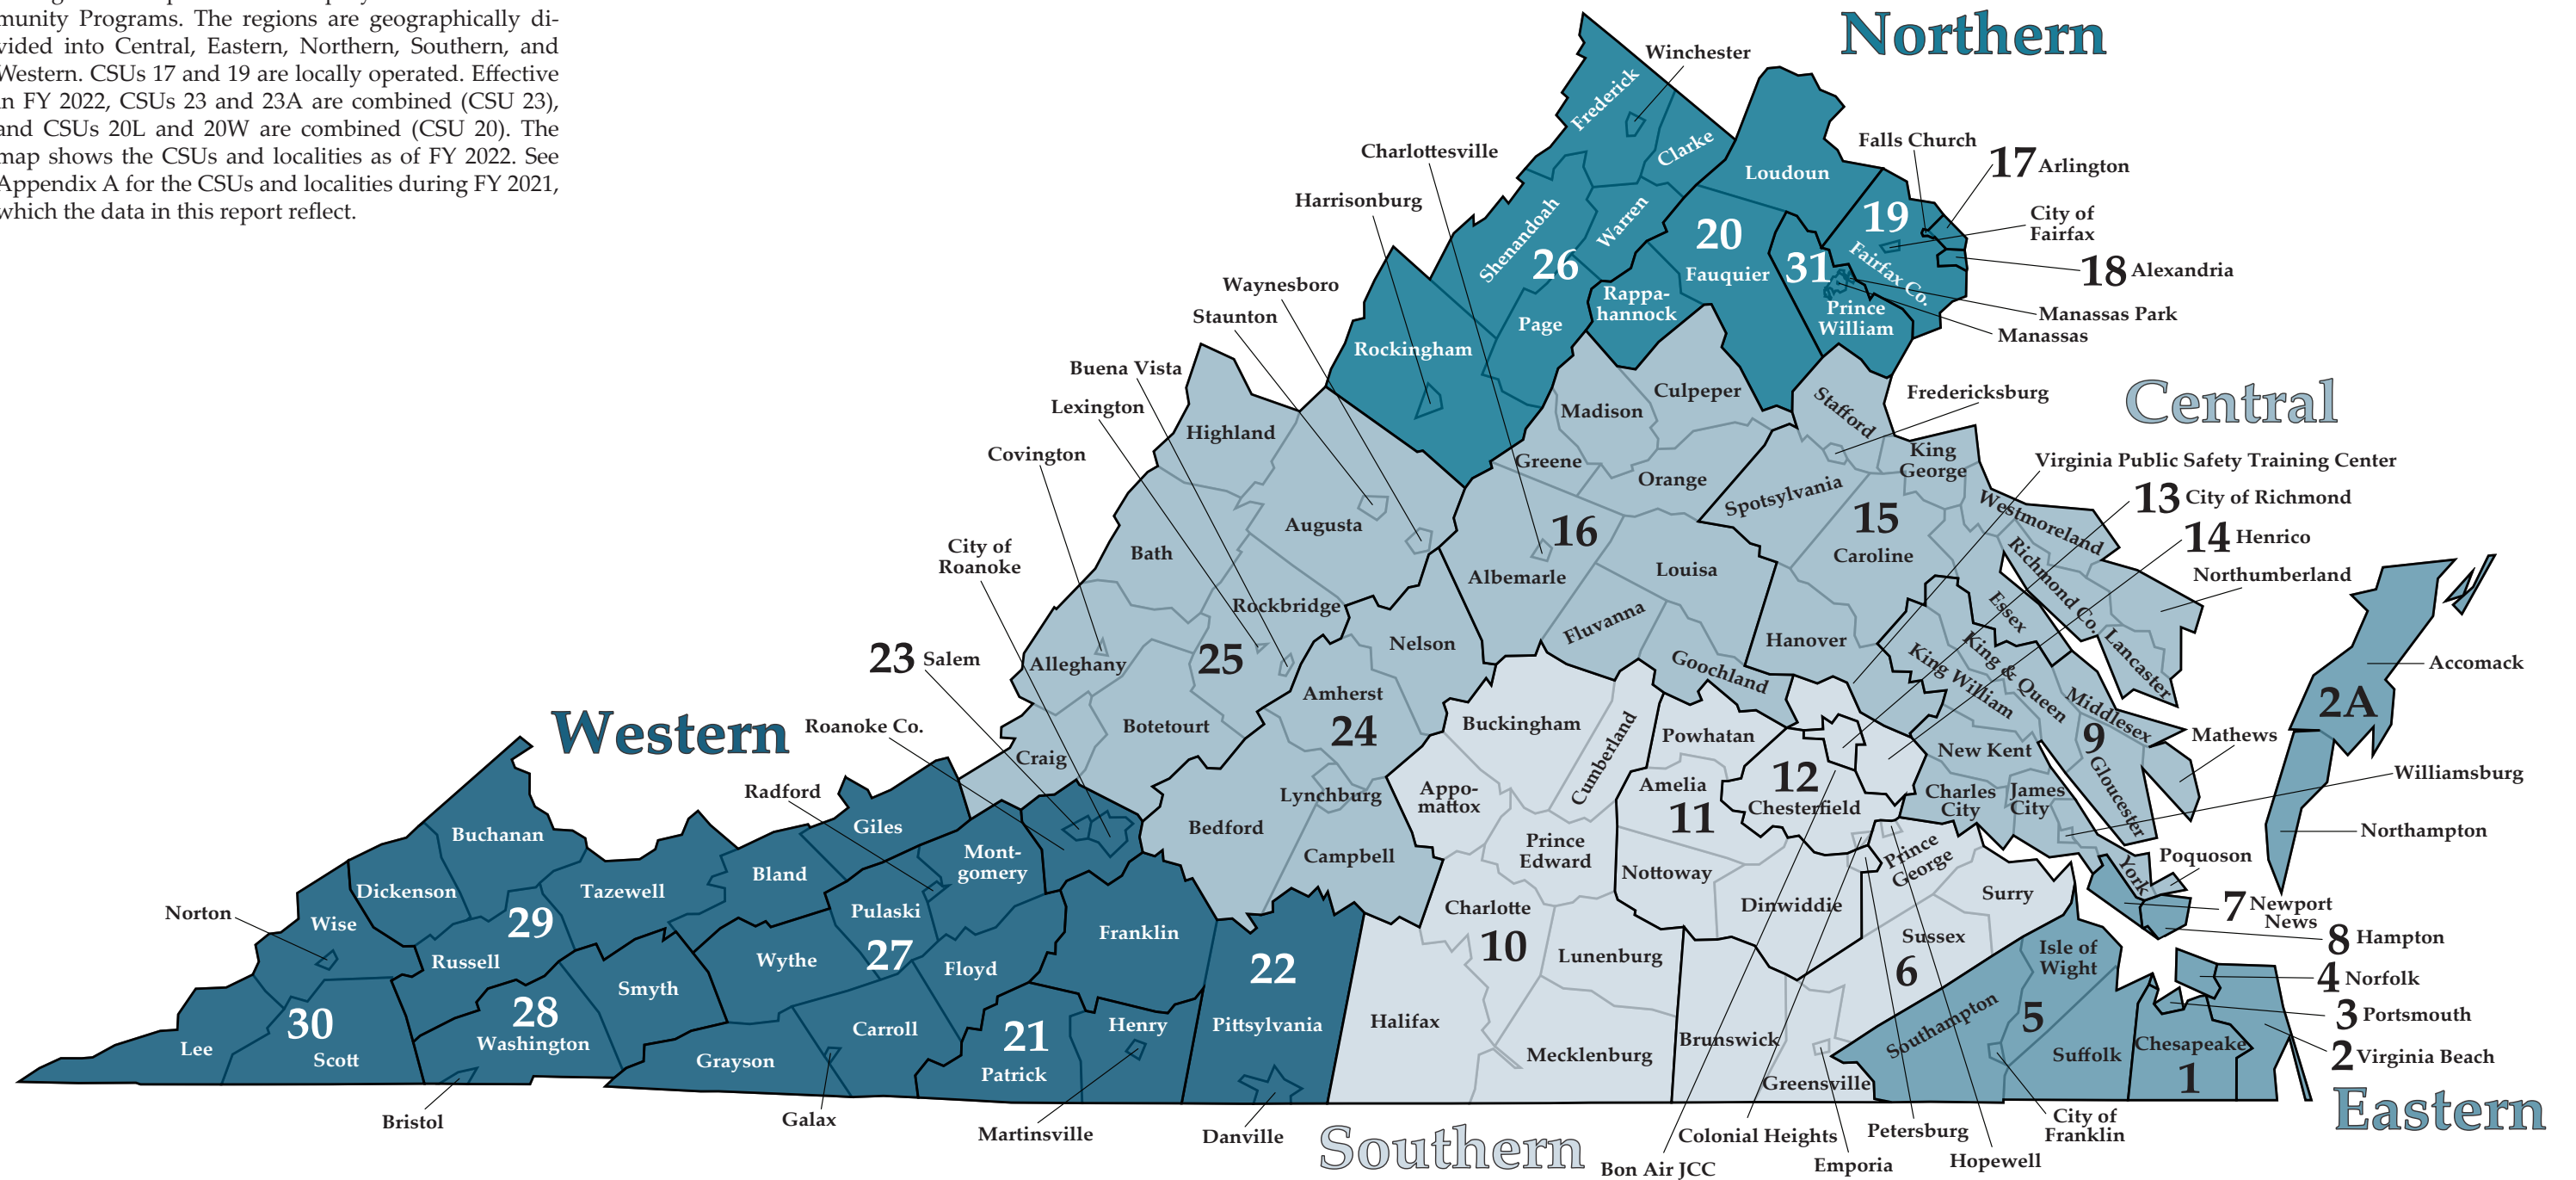 munity Programs. The regions are geographically di-
vided into Central, Eastern, Northern, Southern, and
Western. CSUs 17 and 19 are locally operated. Effective
in FY 2022, CSUs 23 and 23A are combined (CSU 23),
and CSUs 20L and 20W are combined (CSU 20). The
map shows the CSUs and localities as of FY 2022. See
Appendix A for the CSUs and localities during FY 2021,
which the data in this report reflect.
Northern
Winchester
Frederick
Clarke
Charlottesville
Harrisonburg
Loudoun
Falls Church
17 Arlington
19
City of
Fairfax
Fairfax Co.
18 Alexandria
Shenandoah
Warren
26
20
Fauquier
31
Manassas Park
Manassas
Prince
William
Rappa-
hannock
Page
Rockingham
Waynesboro
Staunton
Buena Vista
Lexington
Covington
City of
Roanoke
Central
Culpeper
Madison
Stafford
Fredericksburg
Highland
Greene
Orange
Spotsylvania
King
George
Virginia Public Safety Training Center
13 City of Richmond
14 Henrico
Northumberland
Westmoreland
Richmond Co.
Lancaster
Essex
Augusta
Bath
16
Albemarle
Louisa
Fluvanna
Goochland
15
Caroline
Hanover
King William
King & Queen
Middlesex
Mathews
9
Gloucester
Williamsburg
New Kent
Charles
City
James
City
York
Poquoson
Rockbridge
Nelson
Alleghany
25
Amherst
24
Botetourt
Craig
Lynchburg
Bedford
Campbell
23 Salem
Roanoke Co.
Radford
Western
Accomack
2A
Northampton
7 Newport
News
8 Hampton
4 Norfolk
3 Portsmouth
2 Virginia Beach
Chesapeake
1
Eastern
Isle of
Wight
5
Southampton
Suffolk
City of
Franklin
Buckingham
Cumberland
Powhatan
Appo-
mattox
Amelia
11
12
Chesterfield
Prince
Edward
Nottoway
Dinwiddie
Prince
George
Surry
Sussex
6
Charlotte
10
Lunenburg
Halifax
Mecklenburg
Brunswick
Greensville
Southern
Bon Air JCC
Colonial Heights
Emporia
Petersburg
Hopewell
Buchanan
Dickenson
29
Tazewell
Norton
Wise
Russell
30
Lee
Scott
28
Washington
Smyth
Bristol
Bland
Giles
Mont-
gomery
Pulaski
27
Wythe
Floyd
Carroll
Grayson
Galax
Franklin
21
Patrick
Henry
Martinsville
22
Pittsylvania
Danville